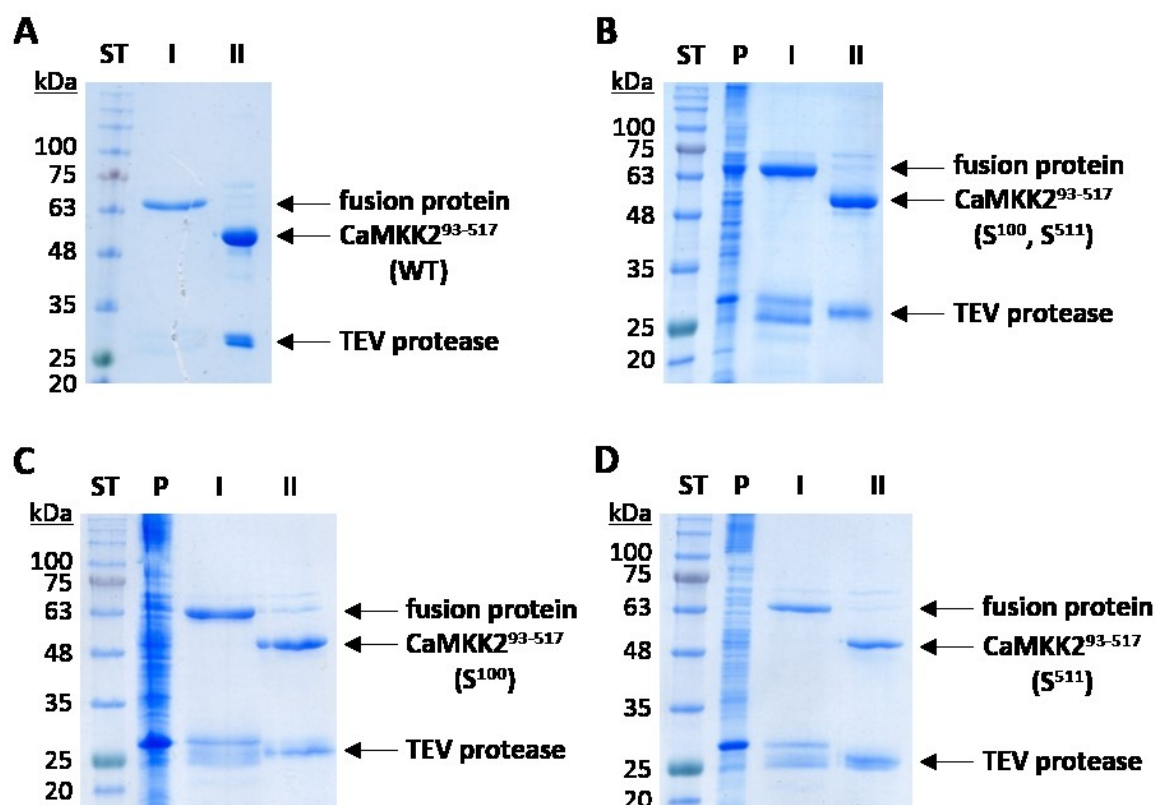 A
ST I II
kDa
100
75
63
48
35
25
20
fusion protein
CaMKK2⁹³⁻⁵¹⁷
(WT)
TEV protease
B
ST P I II
kDa
100
75
63
48
35
25
20
fusion protein
CaMKK2⁹³⁻⁵¹⁷
(S¹⁰⁰, S⁵¹¹)
TEV protease
C
ST P I II
kDa
100
75
63
48
35
25
20
fusion protein
CaMKK2⁹³⁻⁵¹⁷
(S¹⁰⁰)
TEV protease
D
ST P I II
kDa
100
75
63
48
35
25
20
fusion protein
CaMKK2⁹³⁻⁵¹⁷
(S⁵¹¹)
TEV protease